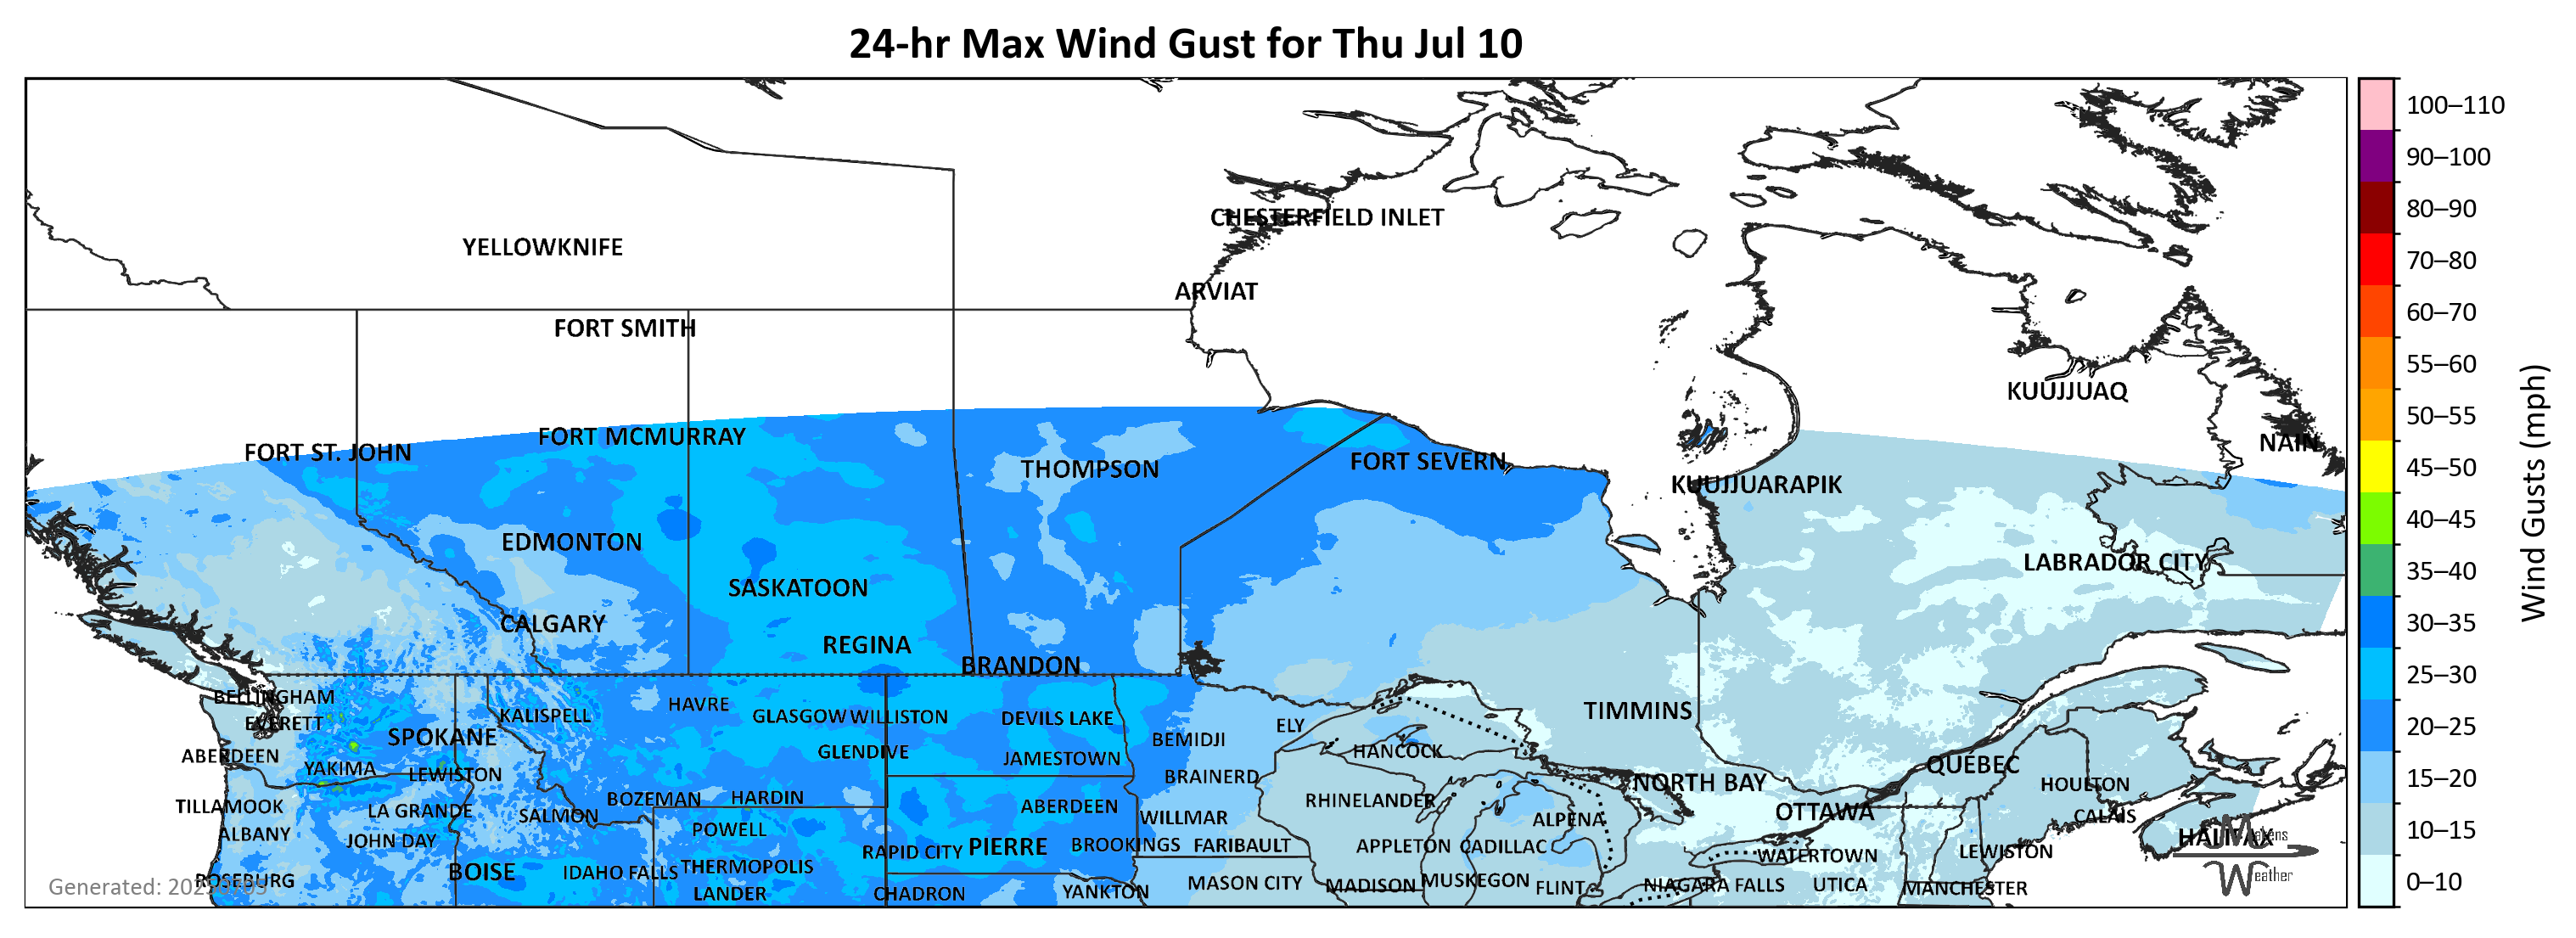 24-hr Max Wind Gust for Thu Jul 10
100–110
90–100
CHESTERFIELD INLET
80–90
YELLOWKNIFE
70–80
ARVIAT
60–70
FORT SMITH
55–60
KUUJJUAQ
50–55
FORT MCMURRAY
NAIN
FORT ST. JOHN
FORT SEVERN
45–50
THOMPSON
KUUJJUARAPIK
40–45
EDMONTON
LABRADOR CITY
35–40
SASKATOON
CALGARY
30–35
REGINA
BRANDON
25–30
BELLINGHAM
HAVRE
KALISPELL
GLASGOW
WILLISTON
DEVILS LAKE
TIMMINS
EVERETT
ELY
20–25
SPOKANE
BEMIDJI
HANCOCK
GLENDIVE
ABERDEEN
JAMESTOWN
QUÉBEC
YAKIMA
LEWISTON
BRAINERD
15–20
NORTH BAY
HOULTON
BOZEMAN
HARDIN
RHINELANDER
TILLAMOOK
LA GRANDE
ABERDEEN
OTTAWA
SALMON
WILLMAR
ALPENA
CALAIS
10–15
ALBANY
POWELL
HALIFAX
Makens
JOHN DAY
PIERRE
BROOKINGS
FARIBAULT
APPLETON
CADILLAC
RAPID CITY
LEWISTON
WATERTOWN
THERMOPOLIS
BOISE
IDAHO FALLS
Weather
ROSEBURG
MUSKEGON
MASON CITY
MADISON
0–10
NIAGARA FALLS
UTICA
Generated:
FLINT
MANCHESTER
LANDER
CHADRON
YANKTON
Wind Gusts (mph)